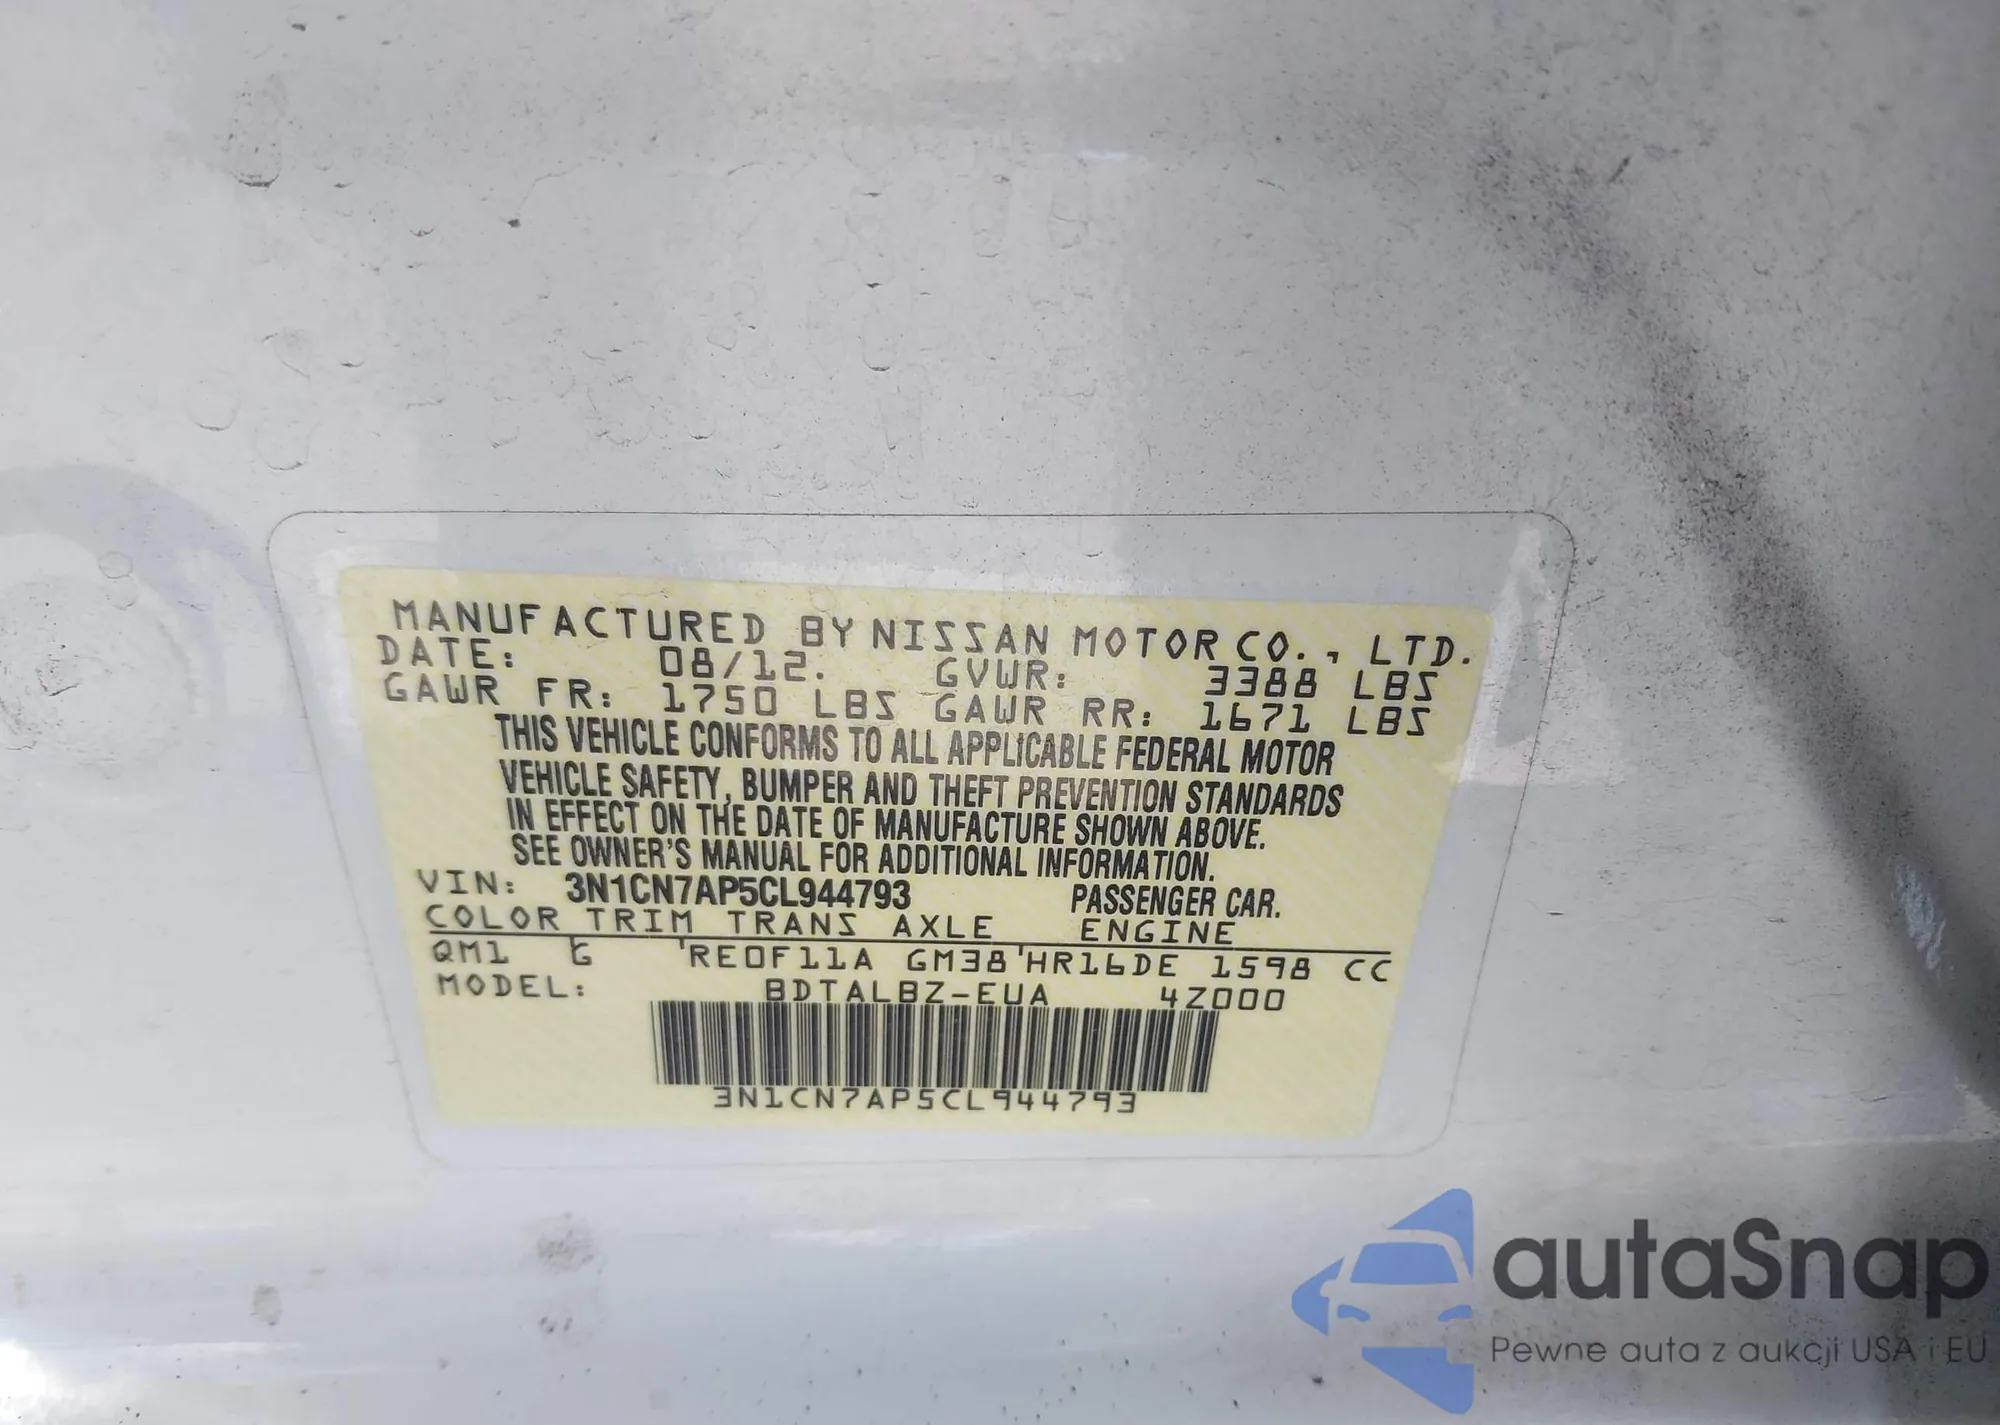 MANUFACTURED BY NISSAN MOTOR CO., LTD.
DATE: 08/12. GVWR: 3388 LBS
GAWR FR: 1750 LBS GAWR RR: 1671 LBS
THIS VEHICLE CONFORMS TO ALL APPLICABLE FEDERAL MOTOR
VEHICLE SAFETY, BUMPER AND THEFT PREVENTION STANDARDS
IN EFFECT ON THE DATE OF MANUFACTURE SHOWN ABOVE.
SEE OWNER'S MANUAL FOR ADDITIONAL INFORMATION.
VIN: 3N1CN7AP5CL944793 PASSENGER CAR.
COLOR TRIM TRANS AXLE ENGINE
QM1 G RE0F11A GM38 HR16DE 1598 CC
MODEL: BDTALBZ-EUA 4Z000
3N1CN7AP5CL944793
autaSnap
Pewne auta z aukcji USA i EU